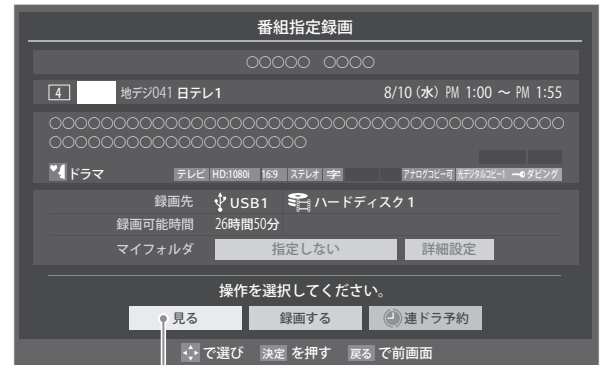 番組指定録画
○○○○○ ○○○○
4 地デジ041 日テレ1 8/10 (水) PM 1:00 ～ PM 1:55
○○○○○○○○○○○○○○○○○○○○○○○○○○○○○○○○○○○○○○○○
○○○○○○○○○○○○○○○○○○○○
ドラマ テレビ HD:1080i 16:9 ステレオ 字 アナログコピー可 光デジタルコピー1 ダビング
録画先 USB1 ハードディスク1
録画可能時間 26時間50分
マイフォルダ 指定しない 詳細設定
操作を選択してください。
見る 録画する 連ドラ予約
で選び 決定 を押す 戻る で前画面